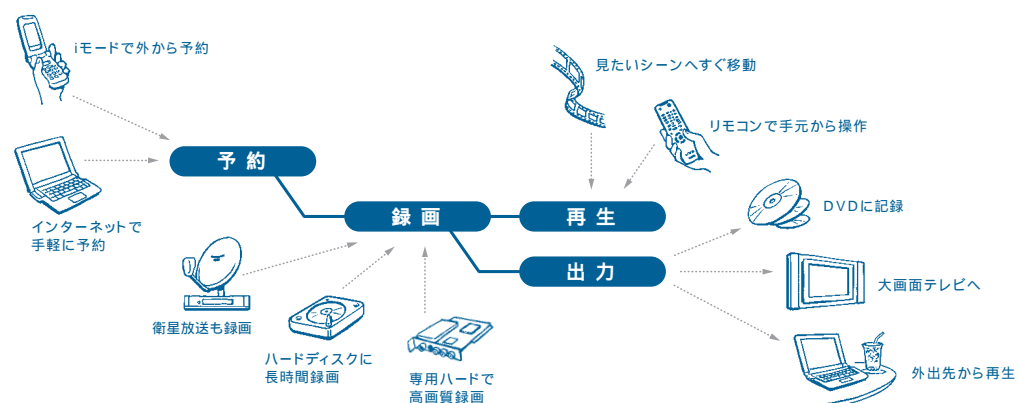 iモードで外から予約
見たいシーンへすぐ移動
リモコンで手元から操作
予約
インターネットで
手軽に予約
録画
再生
DVDに記録
出力
大画面テレビへ
衛星放送も録画
ハードディスクに
長時間録画
専用ハードで
高画質録画
外出先から再生